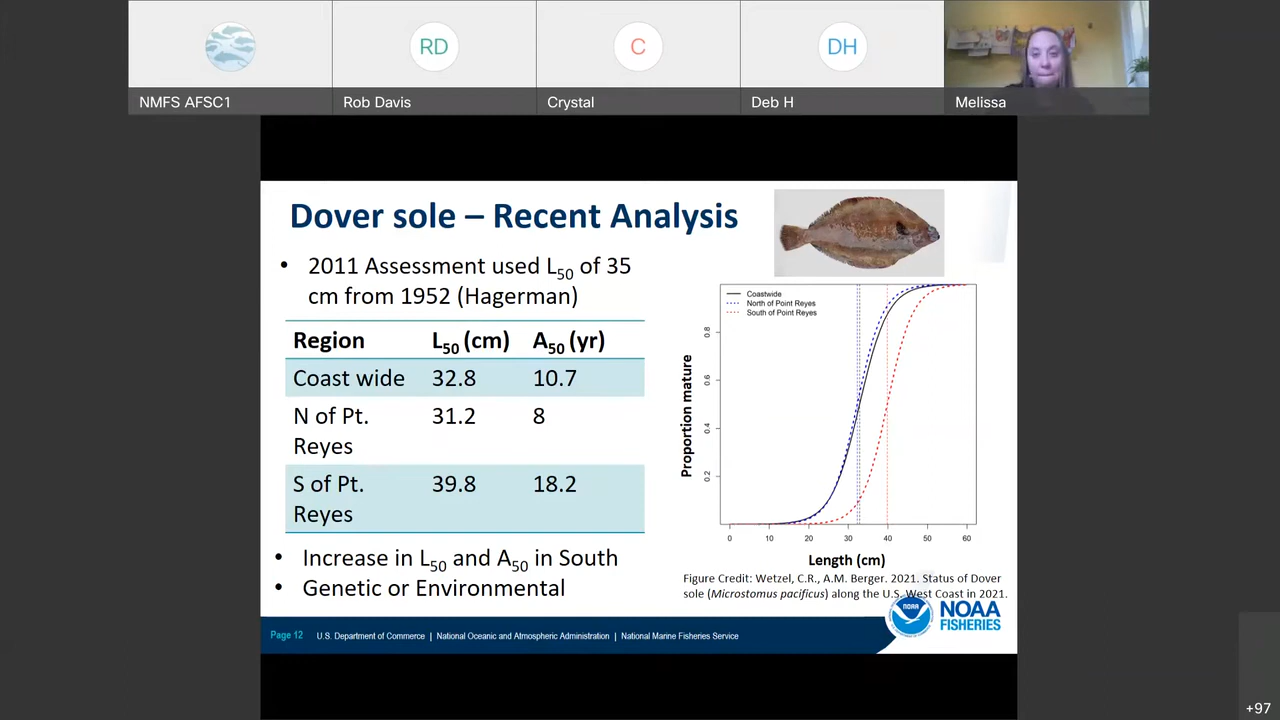 RD
C
DH
NMFS AFSC1
Rob Davis
Crystal
Deb H
Melissa
Dover sole – Recent Analysis
• 2011 Assessment used L50 of 35
cm from 1952 (Hagerman)
Region L50 (cm) A50 (yr)
Coast wide 32.8 10.7
N of Pt. 31.2 8
Reyes
S of Pt. 39.8 18.2
Reyes
• Increase in L50 and A50 in South
• Genetic or Environmental
Coastwide
North of Point Reyes
South of Point Reyes
Proportion mature
0.8
0.6
0.4
0.2
0 10 20 30 40 50 60
Length (cm)
Figure Credit: Wetzel, C.R., A.M. Berger. 2021. Status of Dover
sole (Microstomus pacificus) along the U.S. West Coast in 2021.
NOAA
NOAA
FISHERIES
Page 12 U.S. Department of Commerce | National Oceanic and Atmospheric Administration | National Marine Fisheries Service
+97